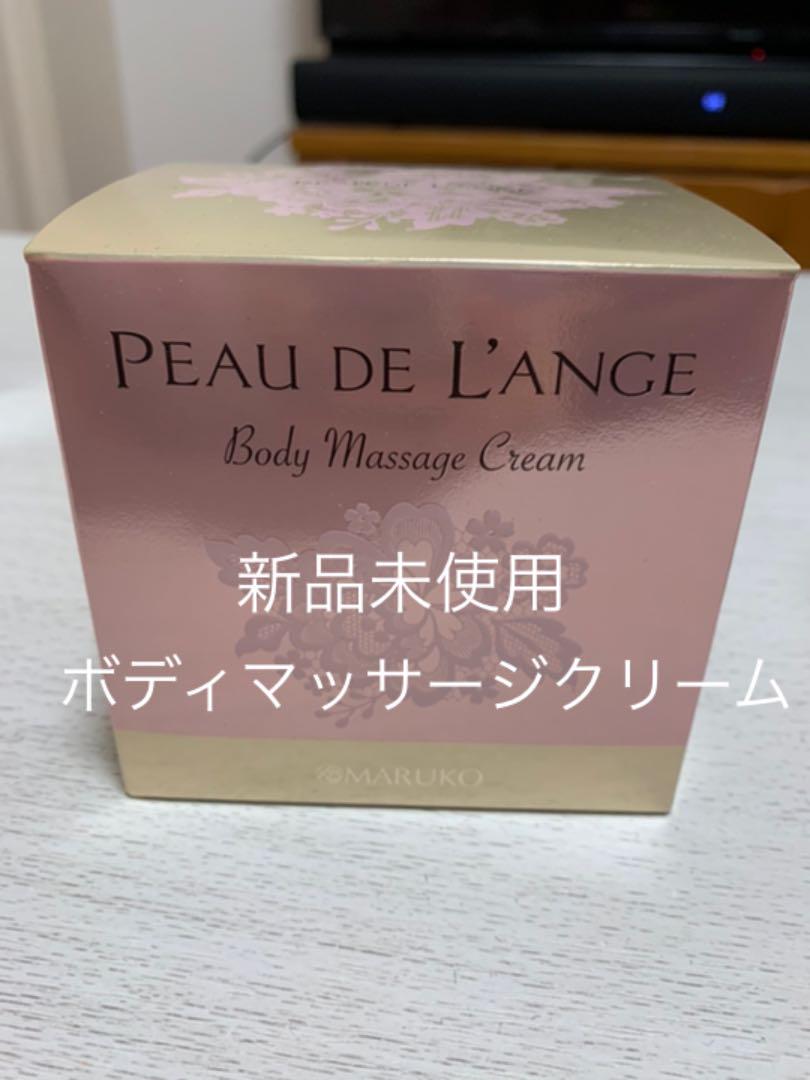 PEAU DE L'ANGE
Body Massage Cream
新品未使用
ボディマッサージクリーム
MARUKO